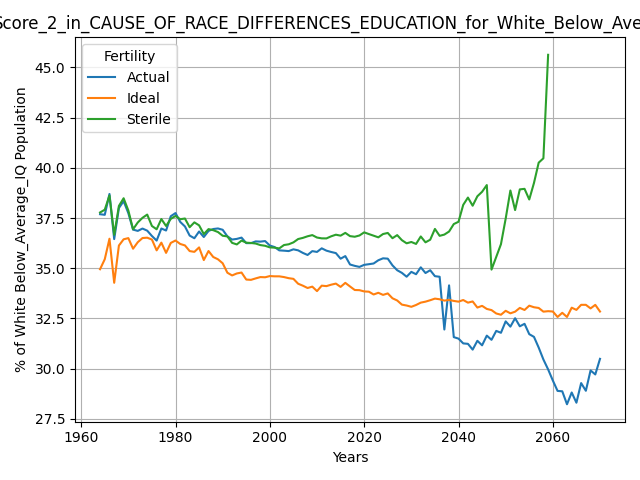 Score_2_in_CAUSE_OF_RACE_DIFFERENCES_EDUCATION_for_White_Below_Ave
Fertility
Actual
Ideal
Sterile
% of White Below_Average_IQ Population
45.0
42.5
40.0
37.5
35.0
32.5
30.0
27.5
1960
1980
2000
2020
2040
2060
Years